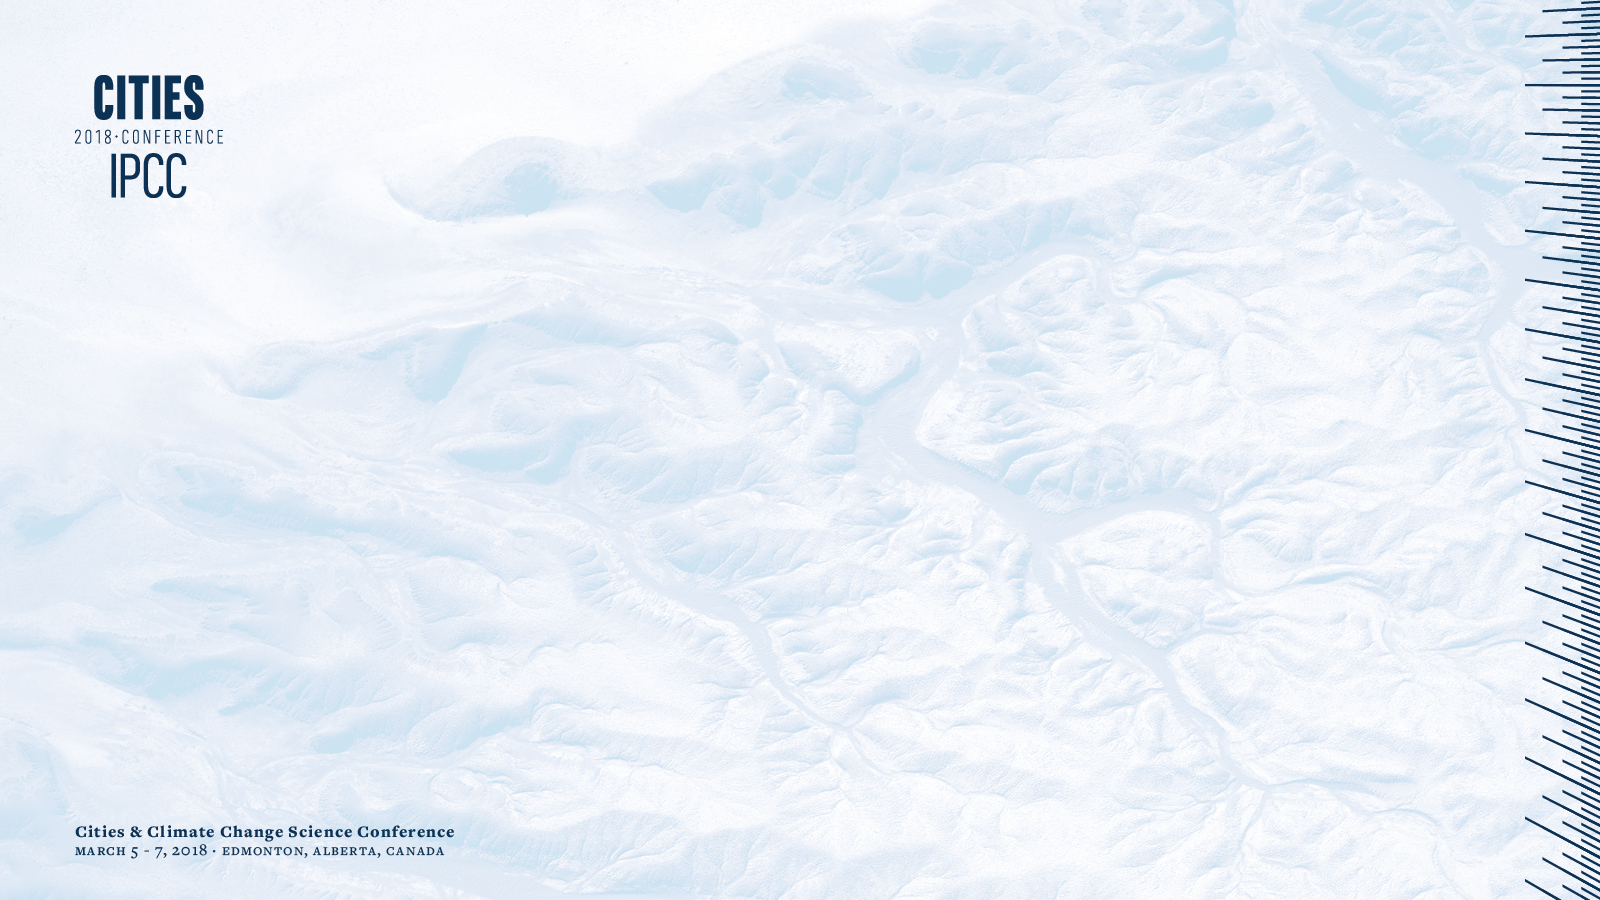 CITIES
2018·CONFERENCE
IPCC
Cities & Climate Change Science Conference
MARCH 5 - 7, 2018 · EDMONTON, ALBERTA, CANADA